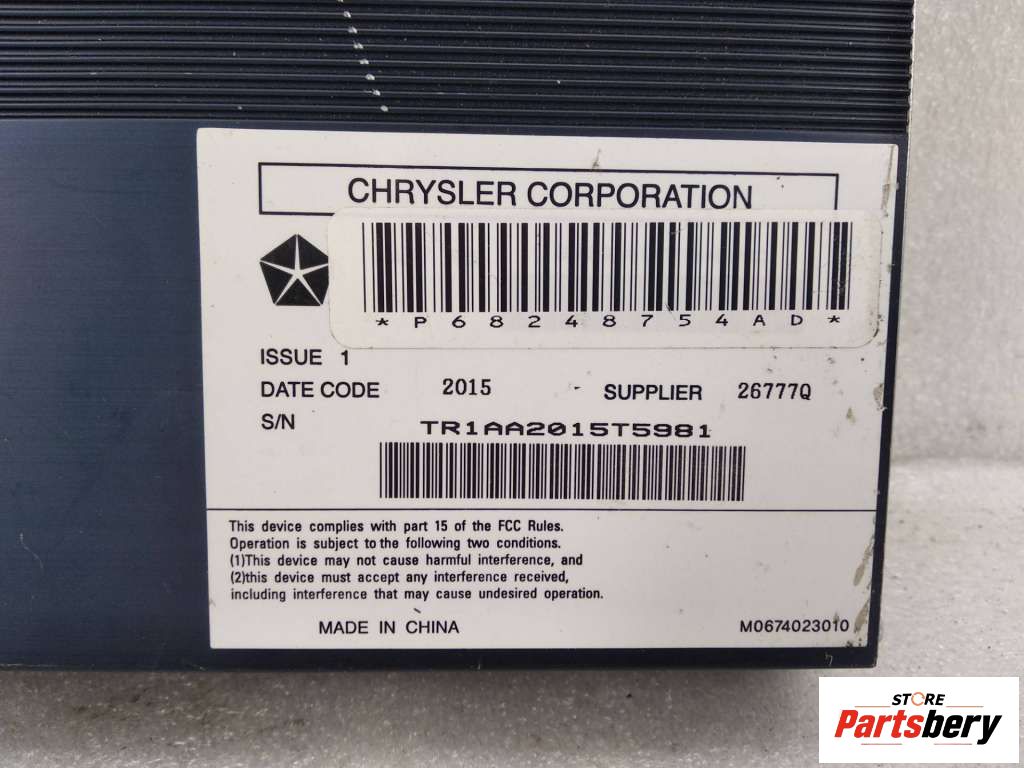 CHRYSLER CORPORATION
*P68248754AD*
ISSUE 1
DATE CODE 2015 - SUPPLIER 26777Q
S/N TR1AA2015T5981
This device complies with part 15 of the FCC Rules.
Operation is subject to the following two conditions.
(1)This device may not cause harmful interference, and
(2)this device must accept any interference received,
including interference that may cause undesired operation.
MADE IN CHINA M0674023010
STORE
Partsbery